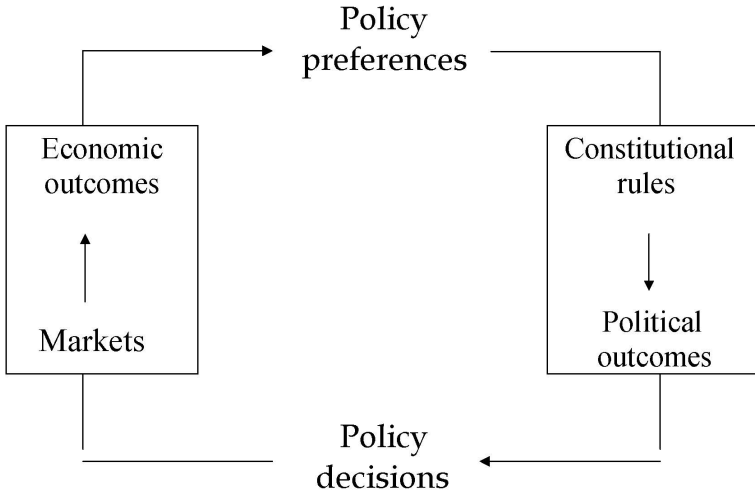 Policy
preferences
Economic
outcomes
Constitutional
rules
Markets
Political
outcomes
Policy
decisions